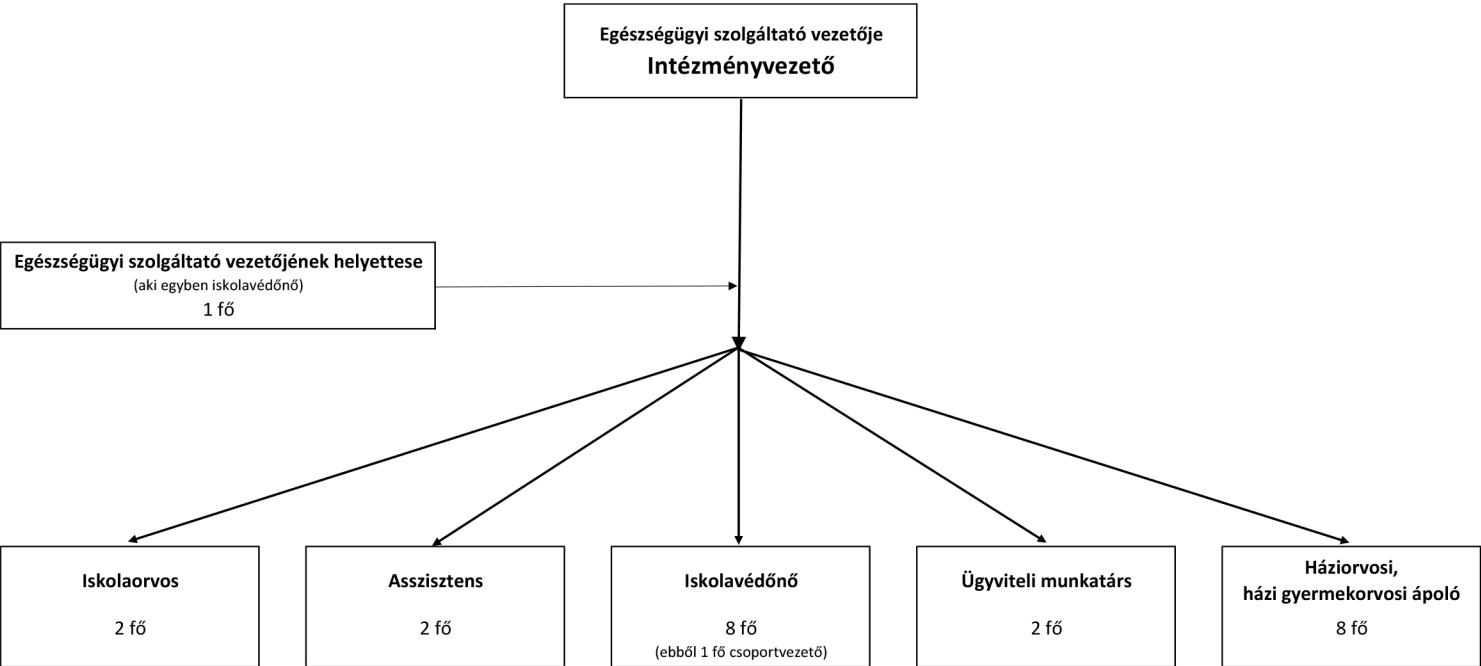 Egészségügyi szolgáltató vezetője
Intézményvezető
Egészségügyi szolgáltató vezetőjének helyettese
(aki egyben iskolavédőnő)
1 fő
Iskolaorvos
2 fő
Asszisztens
2 fő
Iskolavédőnő
8 fő
(ebből 1 fő csoportvezető)
Ügyviteli munkatárs
2 fő
Háziorvosi,
házi gyermekorvosi ápoló
8 fő